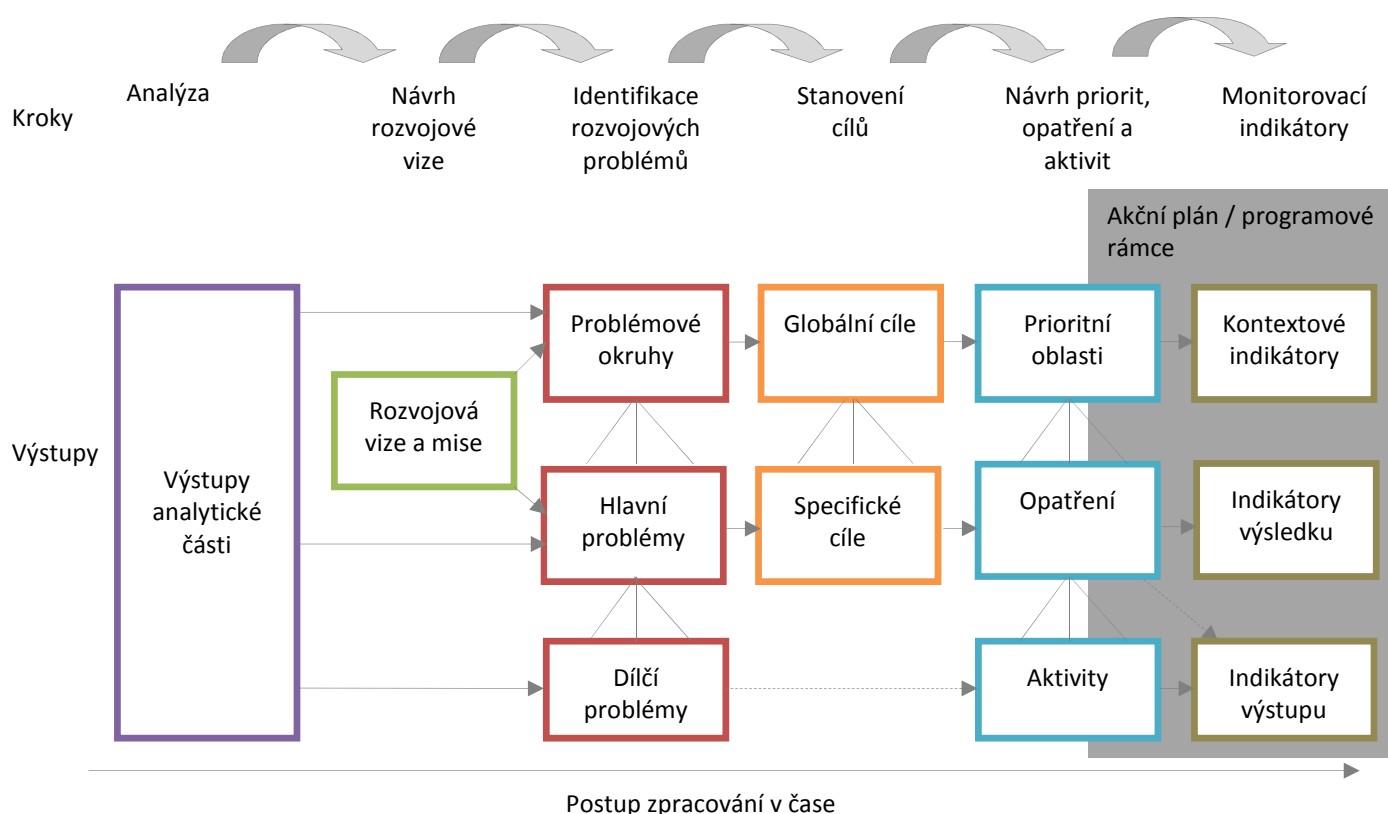 Kroky
Analýza
Návrh
rozvojové
vize
Identifikace
rozvojových
problémů
Stanovení
cílů
Návrh priorit,
opatření a
aktivit
Monitorovací
indikátory
Akční plán / programové
rámce
Výstupy
Výstupy
analytické
části
Rozvojová
vize a mise
Problémové
okruhy
Globální cíle
Prioritní
oblasti
Kontextové
indikátory
Hlavní
problémy
Specifické
cíle
Opatření
Indikátory
výsledku
Dílčí
problémy
Aktivity
Indikátory
výstupu
Postup zpracování v čase